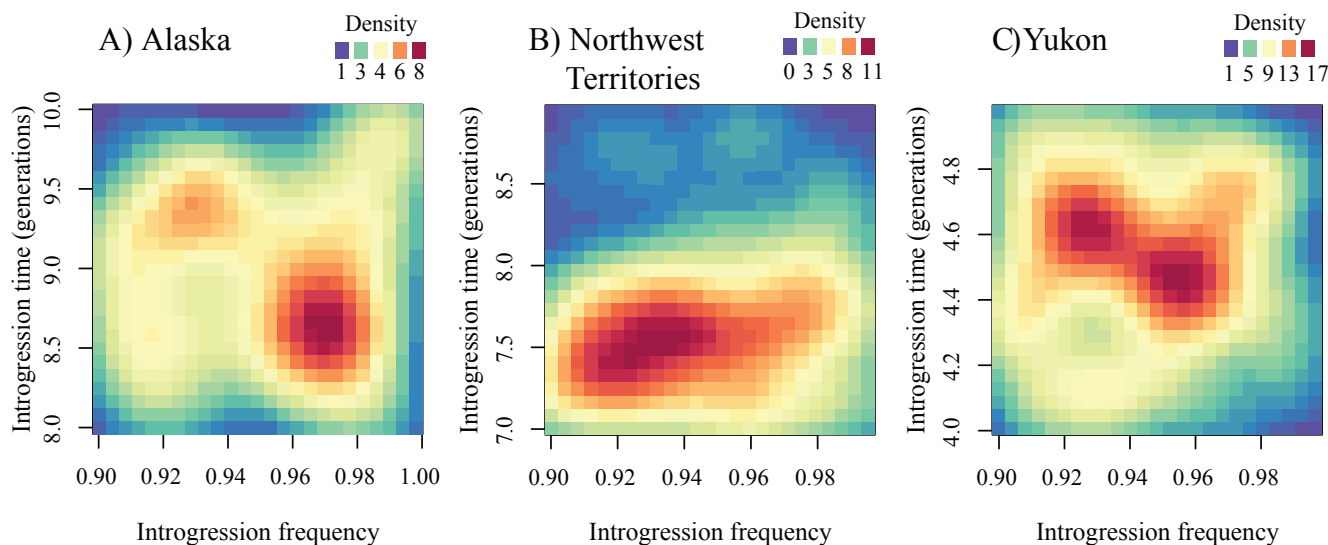 A) Alaska
Density
1 3 4 6 8
Introgression time (generations)
10.0
9.5
9.0
8.5
8.0
0.90 0.92 0.94 0.96 0.98 1.00
Introgression frequency
B) Northwest
Territories
Density
0 3 5 8 11
Introgression time (generations)
8.5
8.0
7.5
7.0
0.90 0.92 0.94 0.96 0.98
Introgression frequency
C)Yukon
Density
1 5 9 13 17
Introgression time (generations)
4.8
4.6
4.4
4.2
4.0
0.90 0.92 0.94 0.96 0.98
Introgression frequency